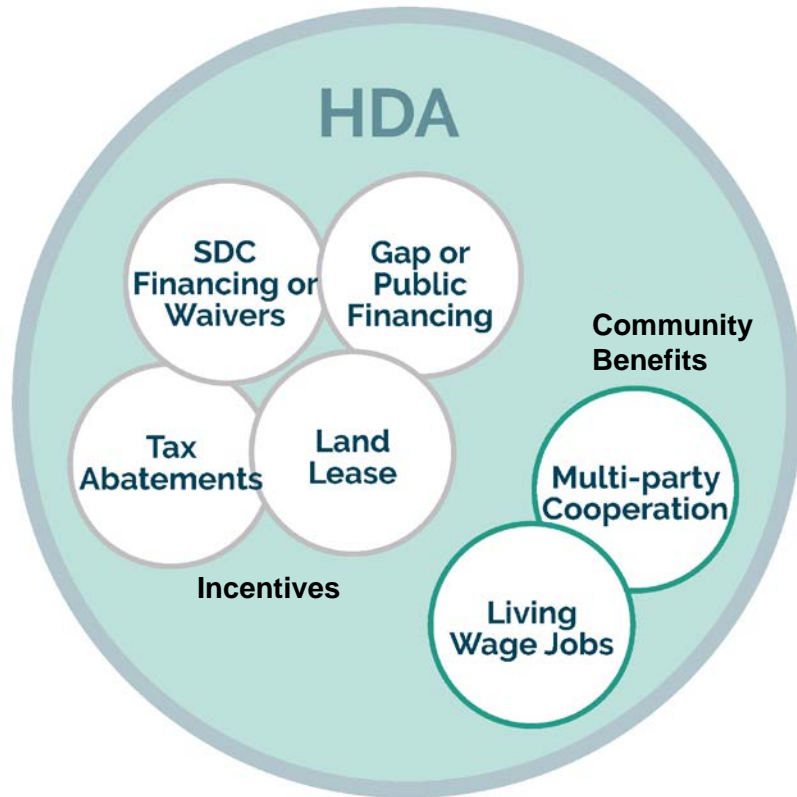 HDA
SDC
Financing or
Waivers
Gap or
Public
Financing
Tax
Abatements
Land
Lease
Incentives
Community
Benefits
Multi-party
Cooperation
Living
Wage Jobs